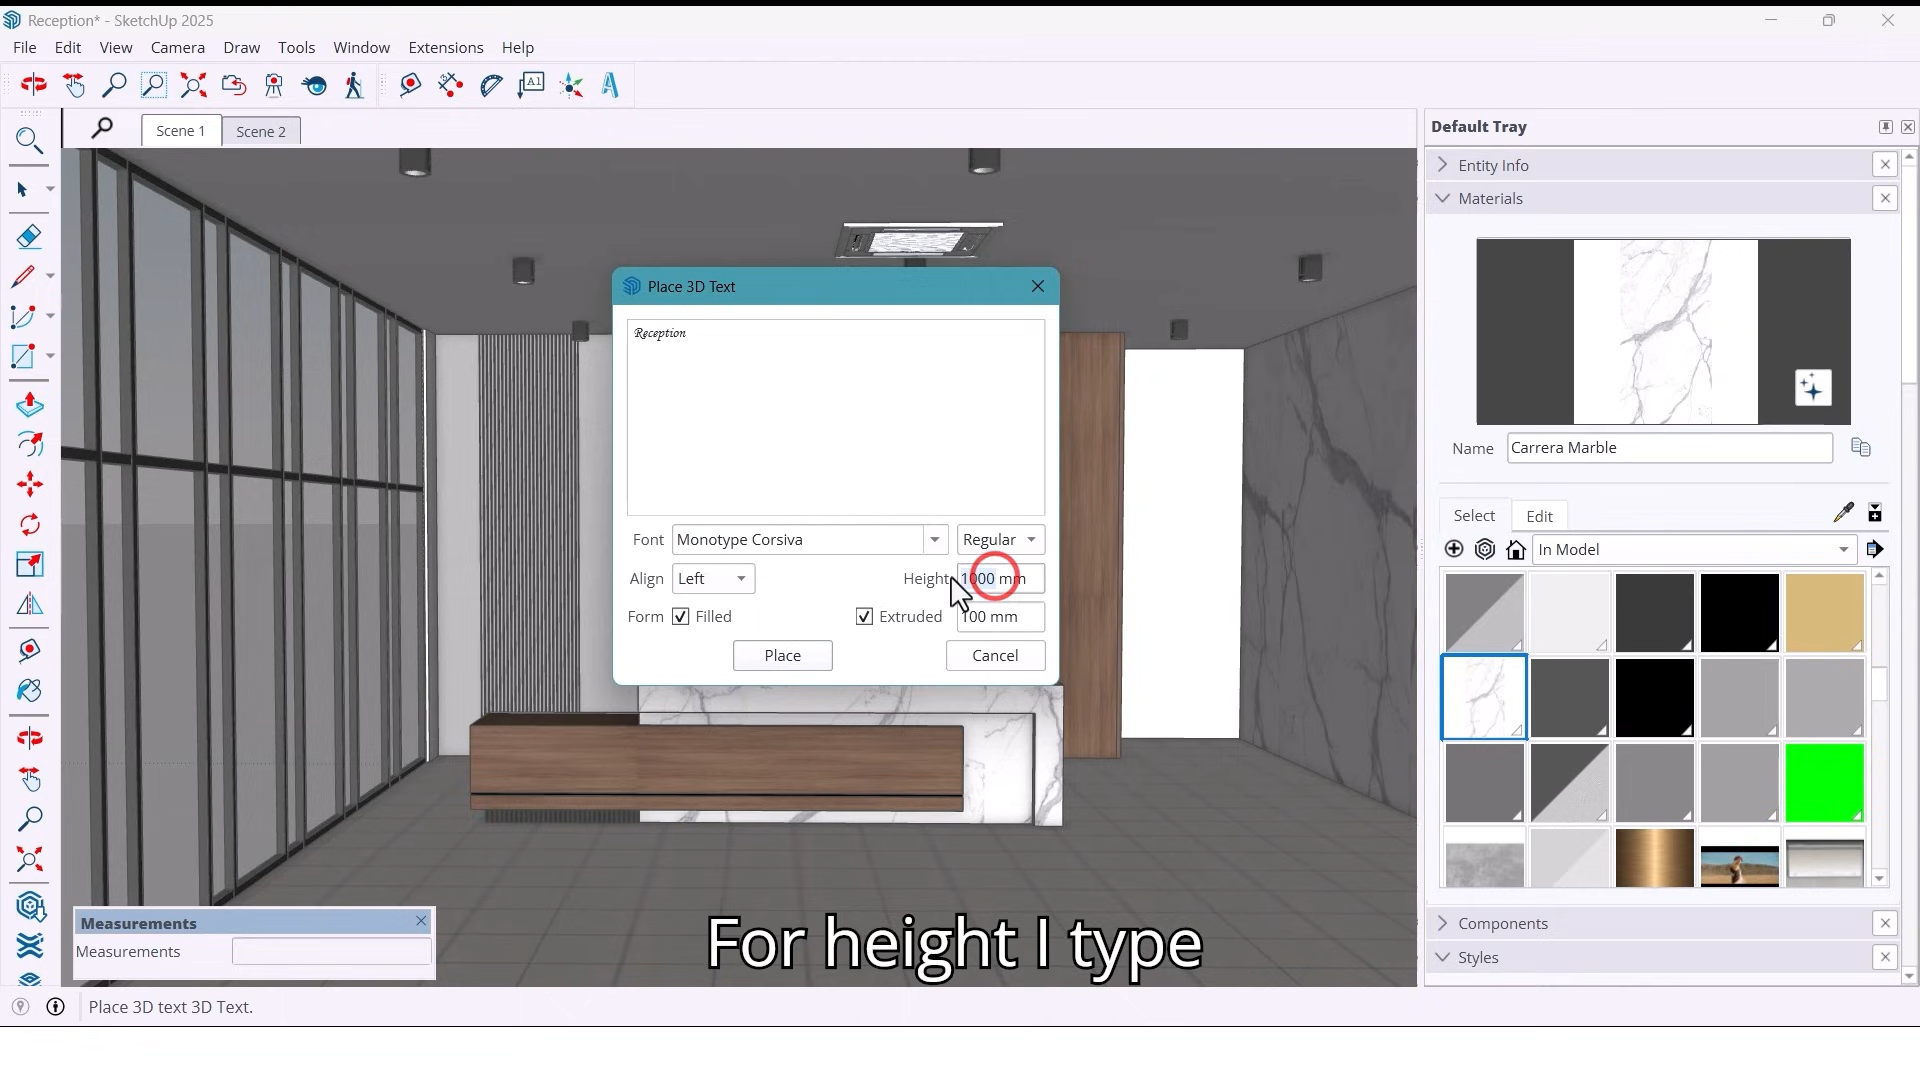 Reception* - SketchUp 2025
File Edit View Camera Draw Tools Window Extensions Help
A1
Scene 1 Scene 2
Default Tray
Entity Info
Materials
Place 3D Text
Reception
Name Carrera Marble
Select Edit
Font Monotype Corsiva Regular
In Model
Align Left Height 1000 mm
Form Filled Extruded 100 mm
Place Cancel
Measurements
Measurements
For height I type
Components
Styles
Place 3D text 3D Text.